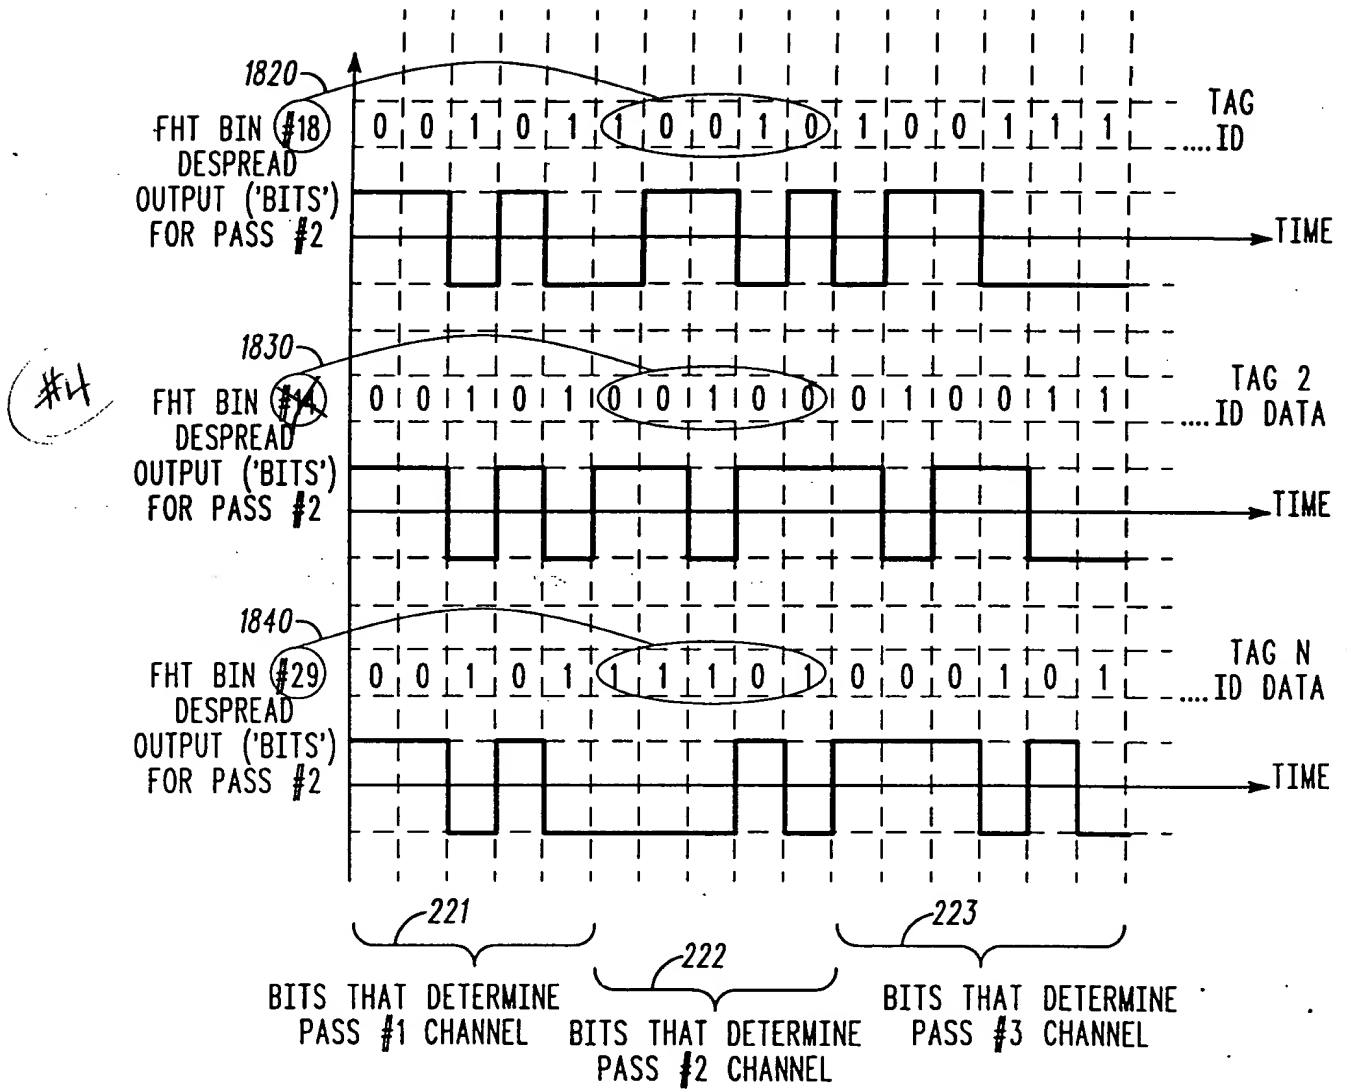 1820
FHT BIN #18
DESPREAD
OUTPUT ('BITS')
FOR PASS #2
0 0 1 0 1 1 0 0 1 0 1 0 0 1 1 1
TAG
....ID
TIME
#4
1830
FHT BIN #14
DESPREAD
OUTPUT ('BITS')
FOR PASS #2
0 0 1 0 1 0 0 1 0 0 0 1 0 0 1 1
TAG 2
....ID DATA
TIME
1840
FHT BIN #29
DESPREAD
OUTPUT ('BITS')
FOR PASS #2
0 0 1 0 1 1 1 1 0 1 0 0 0 1 0 1
TAG N
....ID DATA
TIME
221
BITS THAT DETERMINE
PASS #1 CHANNEL
222
BITS THAT DETERMINE
PASS #2 CHANNEL
223
BITS THAT DETERMINE
PASS #3 CHANNEL